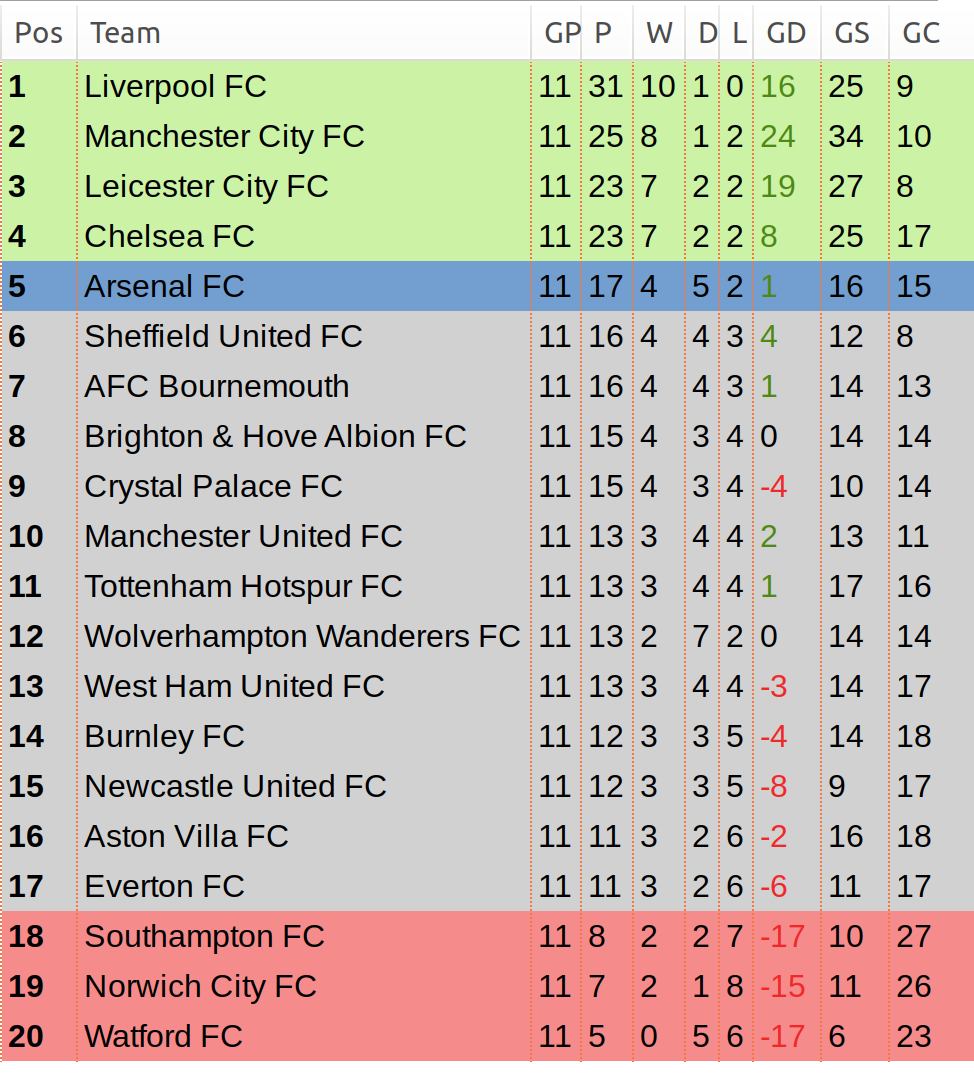 Pos Team GP P W D L GD GS GC
1 Liverpool FC 11 31 10 1 0 16 25 9
2 Manchester City FC 11 25 8 1 2 24 34 10
3 Leicester City FC 11 23 7 2 2 19 27 8
4 Chelsea FC 11 23 7 2 2 8 25 17
5 Arsenal FC 11 17 4 5 2 1 16 15
6 Sheffield United FC 11 16 4 4 3 4 12 8
7 AFC Bournemouth 11 16 4 4 3 1 14 13
8 Brighton & Hove Albion FC 11 15 4 3 4 0 14 14
9 Crystal Palace FC 11 15 4 3 4 -4 10 14
10 Manchester United FC 11 13 3 4 4 2 13 11
11 Tottenham Hotspur FC 11 13 3 4 4 1 17 16
12 Wolverhampton Wanderers FC 11 13 2 7 2 0 14 14
13 West Ham United FC 11 13 3 4 4 -3 14 17
14 Burnley FC 11 12 3 3 5 -4 14 18
15 Newcastle United FC 11 12 3 3 5 -8 9 17
16 Aston Villa FC 11 11 3 2 6 -2 16 18
17 Everton FC 11 11 3 2 6 -6 11 17
18 Southampton FC 11 8 2 2 7 -17 10 27
19 Norwich City FC 11 7 2 1 8 -15 11 26
20 Watford FC 11 5 0 5 6 -17 6 23